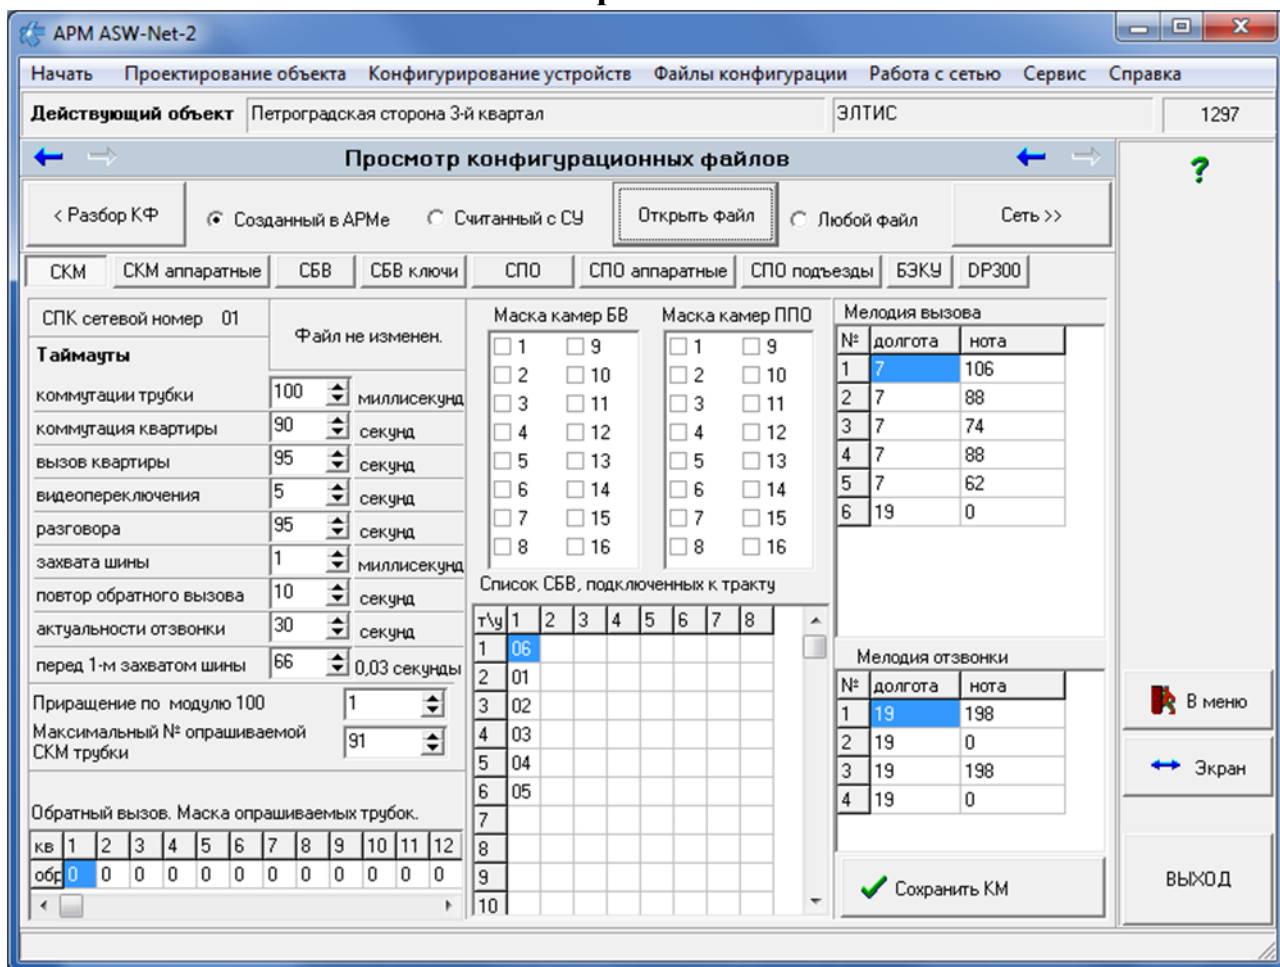 АРМ ASW-Net-2
Начать Проектирование объекта Конфигурирование устройств Файлы конфигурации Работа с сетью Сервис Справка
Действующий объект Петроградская сторона 3-й квартал ЭЛТИС 1297
Просмотр конфигурационных файлов
?
< Разбор КФ Созданный в АРМе Считанный с СУ Открыть файл Любой файл Сеть >>
СКМ СКМ аппаратные СБВ СБВ ключи СПО СПО аппаратные СПО подъезды БЭКУ DP300
СПК сетевой номер 01
Файл не изменен.
Таймауты
коммутации трубки 100 миллисекунд
коммутация квартиры 90 секунд
вызов квартиры 95 секунд
видеопереключения 5 секунд
разговора 95 секунд
захвата шины 1 миллисекунд
повтор обратного вызова 10 секунд
актуальности отзвонки 30 секунд
перед 1-м захватом шины 66 0,03 секунды
Приращение по модулю 100 1
Максимальный № опрашиваемой
СКМ трубки 91
Обратный вызов. Маска опрашиваемых трубок.
кв 1 2 3 4 5 6 7 8 9 10 11 12
обр 0 0 0 0 0 0 0 0 0 0 0 0
Маска камер БВ
1 9
2 10
3 11
4 12
5 13
6 14
7 15
8 16
Маска камер ППО
1 9
2 10
3 11
4 12
5 13
6 14
7 15
8 16
Список СБВ, подключенных к тракту
т\у 1 2 3 4 5 6 7 8
1 06
2 01
3 02
4 03
5 04
6 05
7
8
9
10
Мелодия вызова
№ долгота нота
1 7 106
2 7 88
3 7 74
4 7 88
5 7 62
6 19 0
Мелодия отзвонки
№ долгота нота
1 19 198
2 19 0
3 19 198
4 19 0
Сохранить КМ
В меню
Экран
ВЫХОД